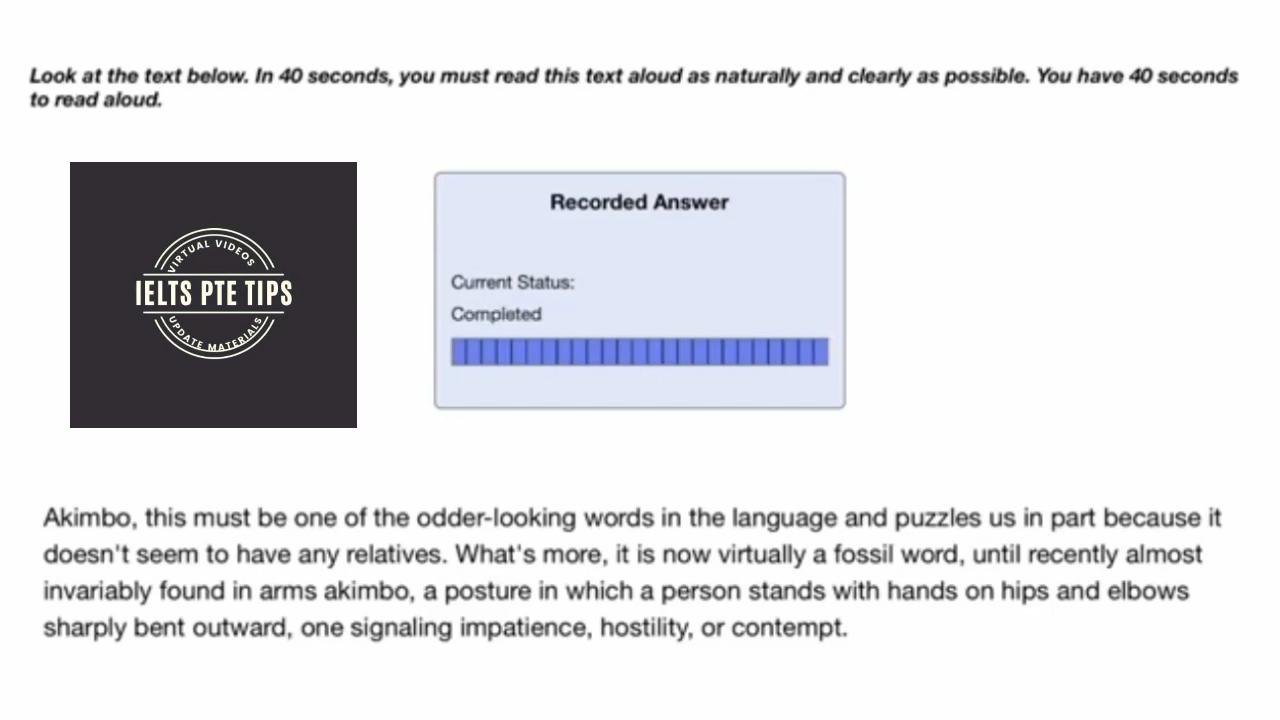 Look at the text below. In 40 seconds, you must read this text aloud as naturally and clearly as possible. You have 40 seconds
to read aloud.
VIRTUAL VIDEOS
IELTS PTE TIPS
UPDATE MATERIALS
Recorded Answer
Current Status:
Completed
Akimbo, this must be one of the odder-looking words in the language and puzzles us in part because it
doesn't seem to have any relatives. What's more, it is now virtually a fossil word, until recently almost
invariably found in arms akimbo, a posture in which a person stands with hands on hips and elbows
sharply bent outward, one signaling impatience, hostility, or contempt.